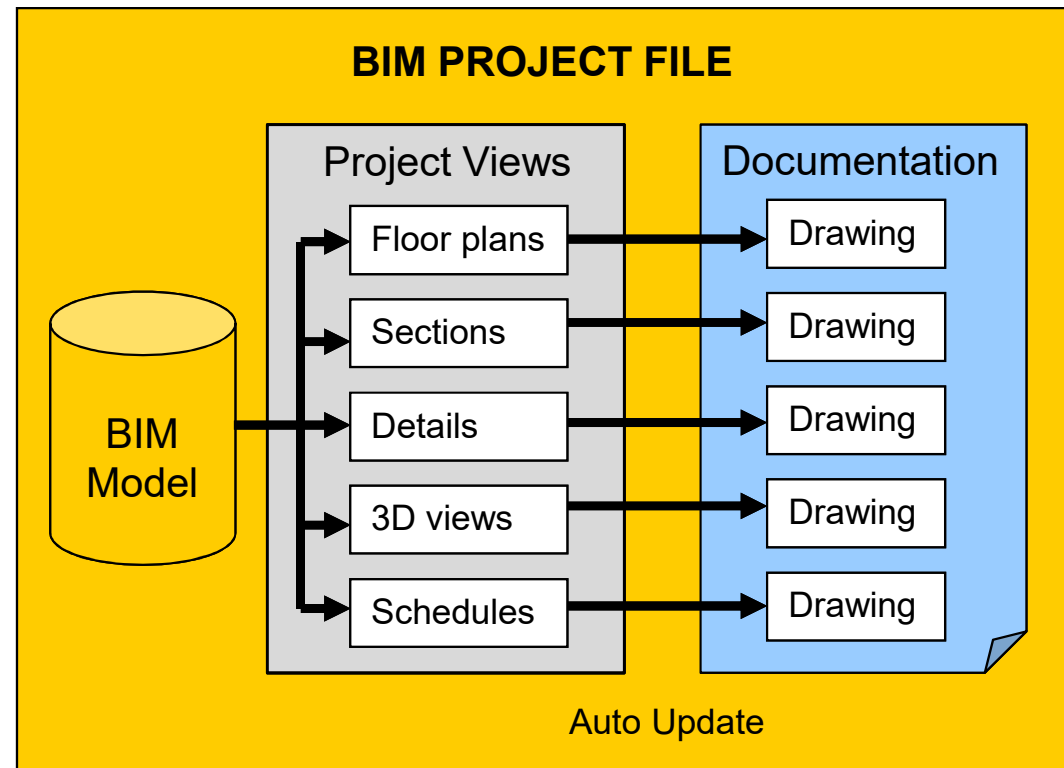 BIM PROJECT FILE
Project Views
Documentation
Floor plans
Drawing
Sections
Drawing
BIM
Model
Details
Drawing
3D views
Drawing
Schedules
Drawing
Auto Update